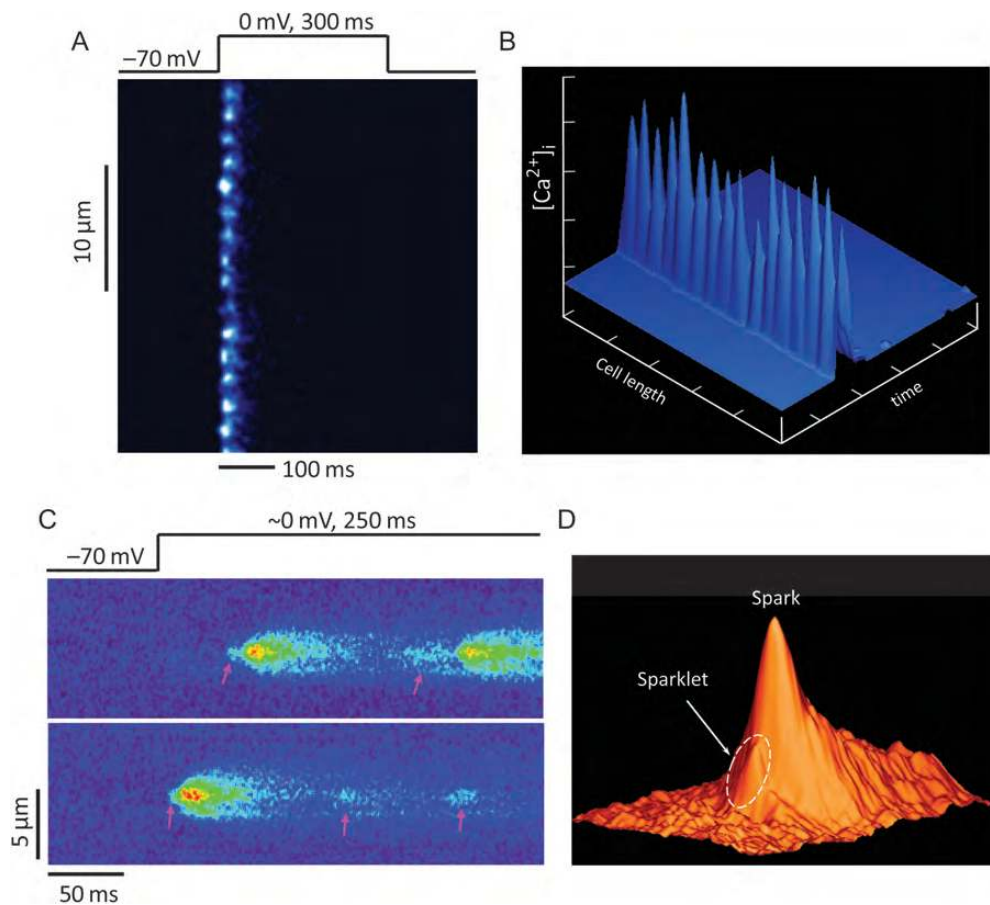 A
0 mV, 300 ms
−70 mV
10 µm
100 ms
B
[Ca²⁺]ᵢ
Cell length
time
C
~0 mV, 250 ms
−70 mV
5 µm
50 ms
D
Spark
Sparklet